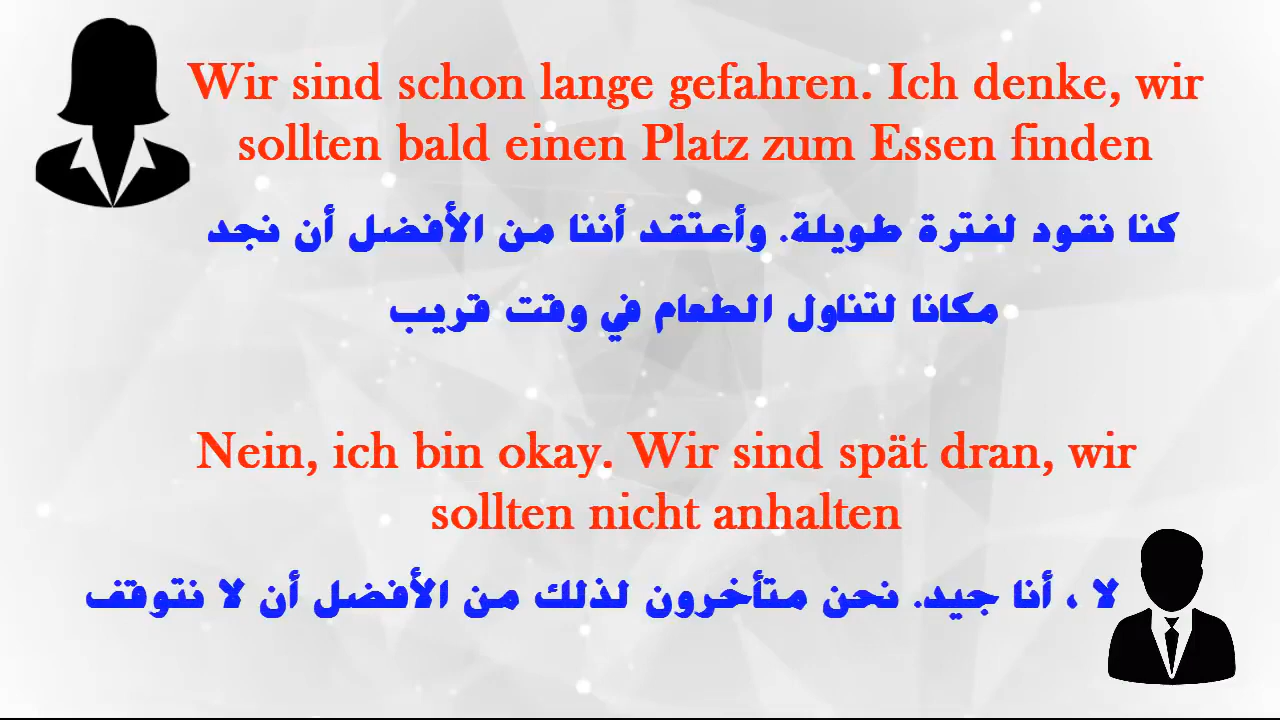 Wir sind schon lange gefahren. Ich denke, wir
sollten bald einen Platz zum Essen finden
كنا نقود لفترة طويلة. وأعتقد أننا من الأفضل أن نجد
مكانا لتناول الطعام في وقت قريب
Nein, ich bin okay. Wir sind spät dran, wir
sollten nicht anhalten
لا ، أنا جيد. نحن متأخرون لذلك من الأفضل أن لا نتوقف